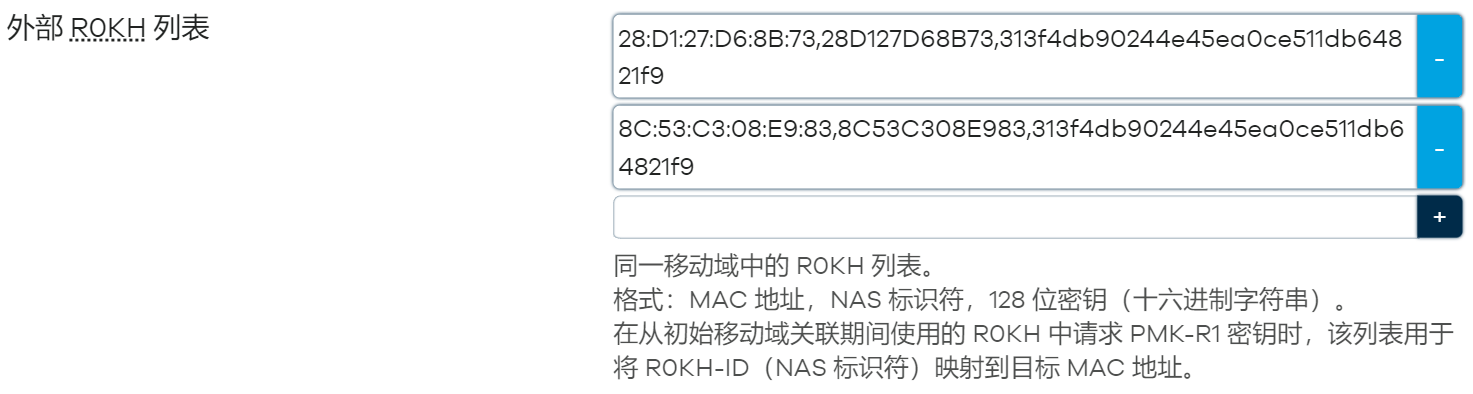 外部 R0KH 列表
28:D1:27:D6:8B:73,28D127D68B73,313f4db90244e45ea0ce511db648
21f9
-
8C:53:C3:08:E9:83,8C53C308E983,313f4db90244e45ea0ce511db6
4821f9
-
+
同一移动域中的 R0KH 列表。
格式：MAC 地址，NAS 标识符，128 位密钥（十六进制字符串）。
在从初始移动域关联期间使用的 R0KH 中请求 PMK-R1 密钥时，该列表用于
将 R0KH-ID（NAS 标识符）映射到目标 MAC 地址。